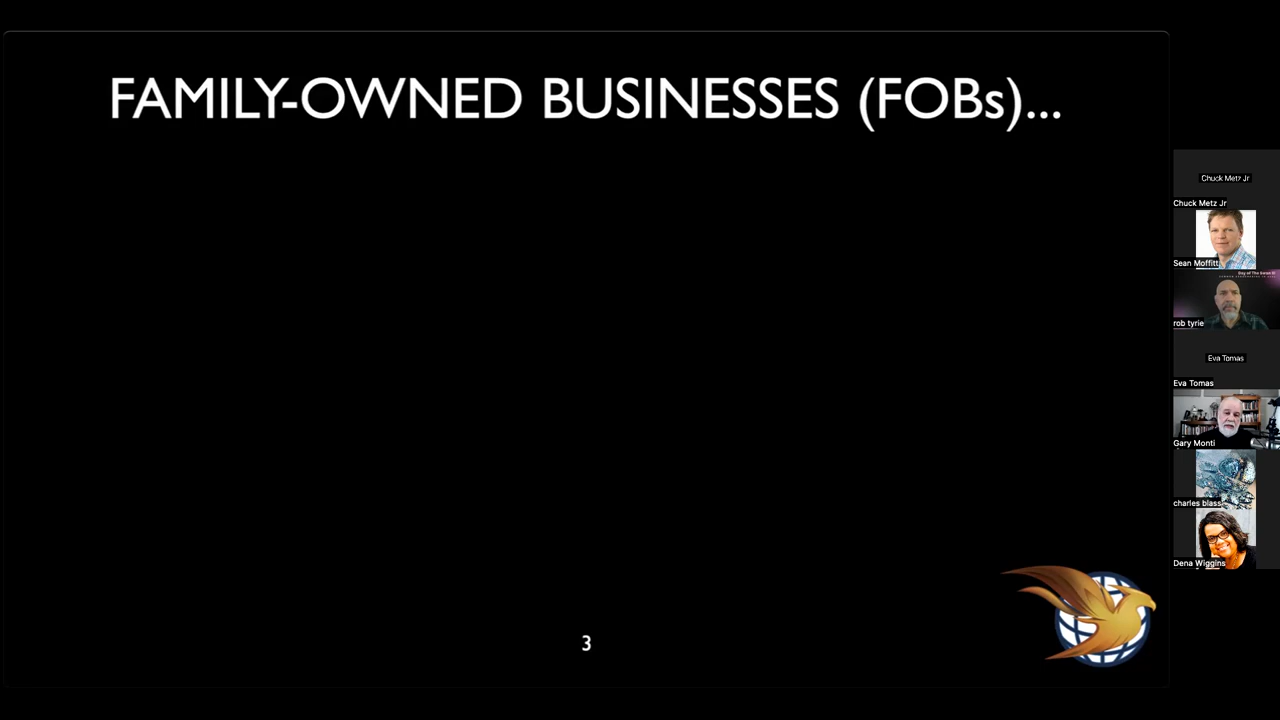 FAMILY-OWNED BUSINESSES (FOBs)...
3
Chuck Metz Jr
Chuck Metz Jr
Sean Moffitt
rob tyrie
Eva Tomas
Eva Tomas
Gary Monti
charles blass
Dena Wiggins